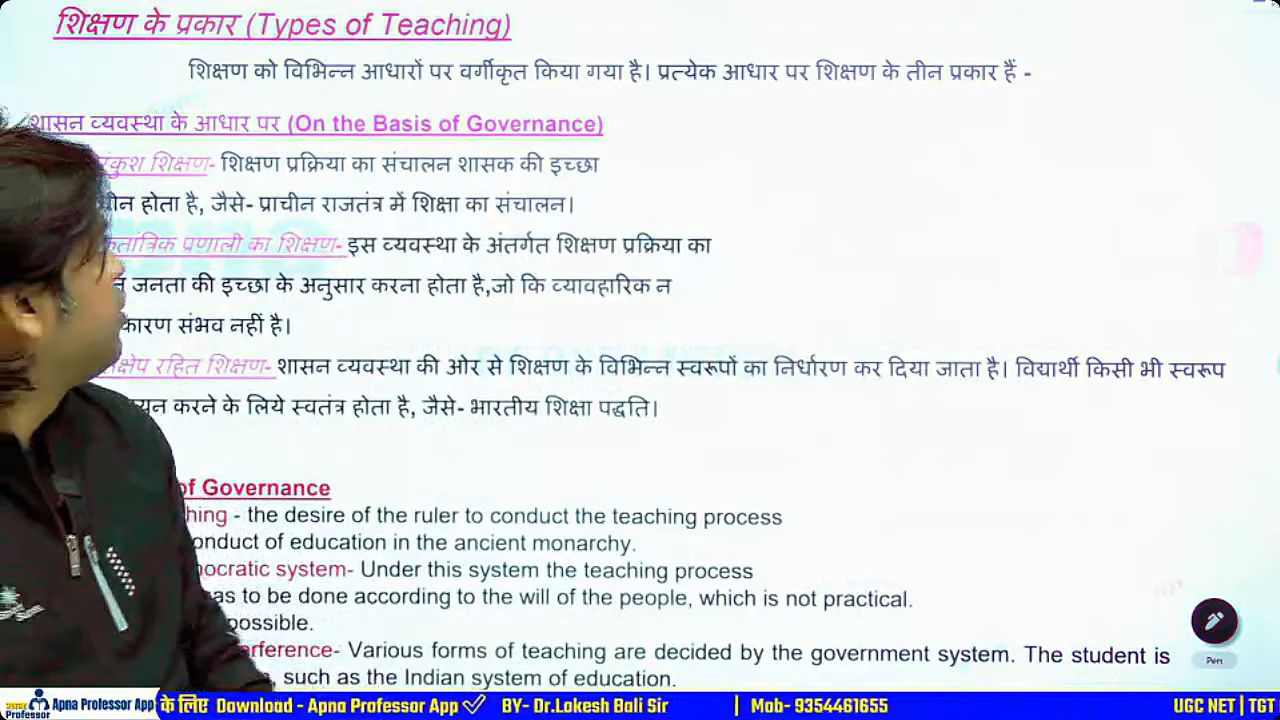 शिक्षण के प्रकार (Types of Teaching)
शिक्षण को विभिन्न आधारों पर वर्गीकृत किया गया है। प्रत्येक आधार पर शिक्षण के तीन प्रकार हैं -
शासन व्यवस्था के आधार पर (On the Basis of Governance)
शिक्षण- शिक्षण प्रक्रिया का संचालन शासक की इच्छा
होता है, जैसे- प्राचीन राजतंत्र में शिक्षा का संचालन।
प्रणाली का शिक्षण- इस व्यवस्था के अंतर्गत शिक्षण प्रक्रिया का
जनता की इच्छा के अनुसार करना होता है,जो कि व्यावहारिक न
कारण संभव नहीं है।
रहित शिक्षण- शासन व्यवस्था की ओर से शिक्षण के विभिन्न स्वरूपों का निर्धारण कर दिया जाता है। विद्यार्थी किसी भी स्वरूप
करने के लिये स्वतंत्र होता है, जैसे- भारतीय शिक्षा पद्धति।
of Governance
- the desire of the ruler to conduct the teaching process
of education in the ancient monarchy.
system- Under this system the teaching process
to be done according to the will of the people, which is not practical.
possible.
Various forms of teaching are decided by the government system. The student is
, such as the Indian system of education.
Pen
अपना Professor
Apna Professor App के लिए Download - Apna Professor App BY- Dr.Lokesh Bali Sir | Mob- 9354461655 UGC NET | TGT